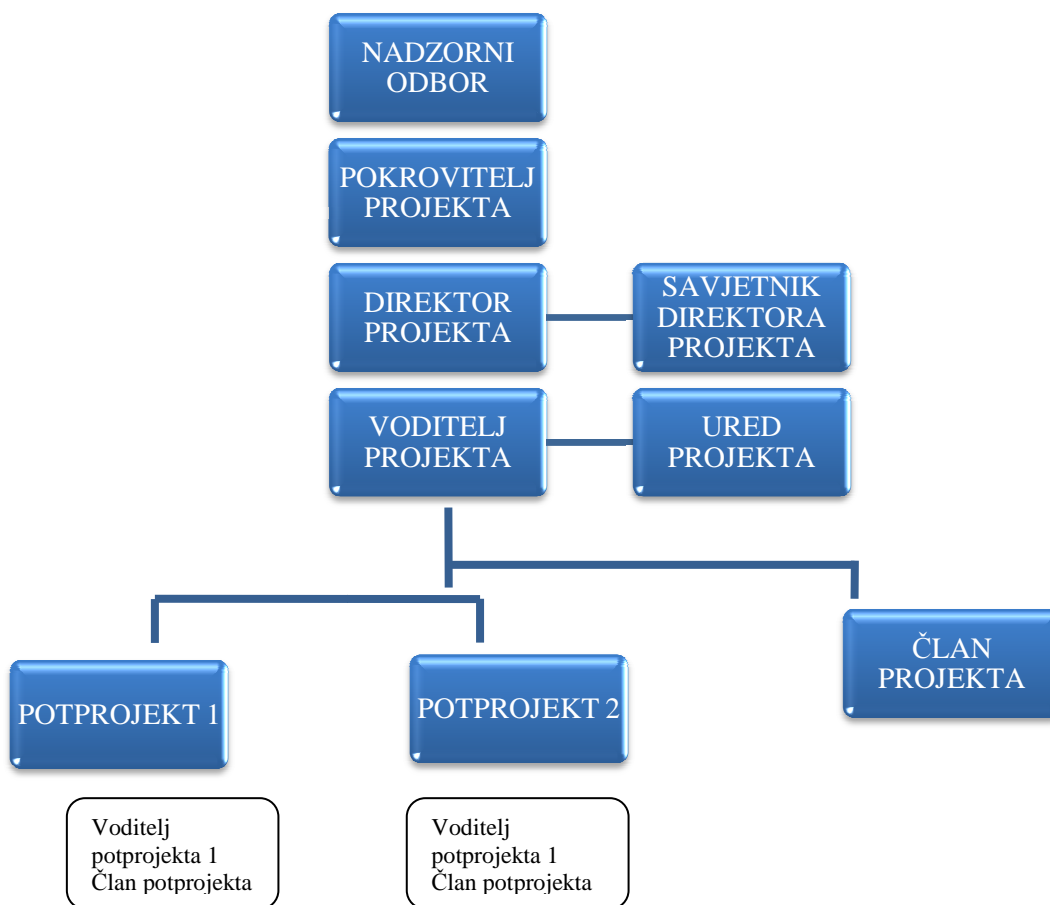 NADZORNI
ODBOR
POKROVITELJ
PROJEKTA
DIREKTOR
PROJEKTA
SAVJETNIK
DIREKTORA
PROJEKTA
VODITELJ
PROJEKTA
URED
PROJEKTA
ČLAN
PROJEKTA
POTPROJEKT 1
POTPROJEKT 2
Voditelj
potprojekta 1
Član potprojekta
Voditelj
potprojekta 1
Član potprojekta